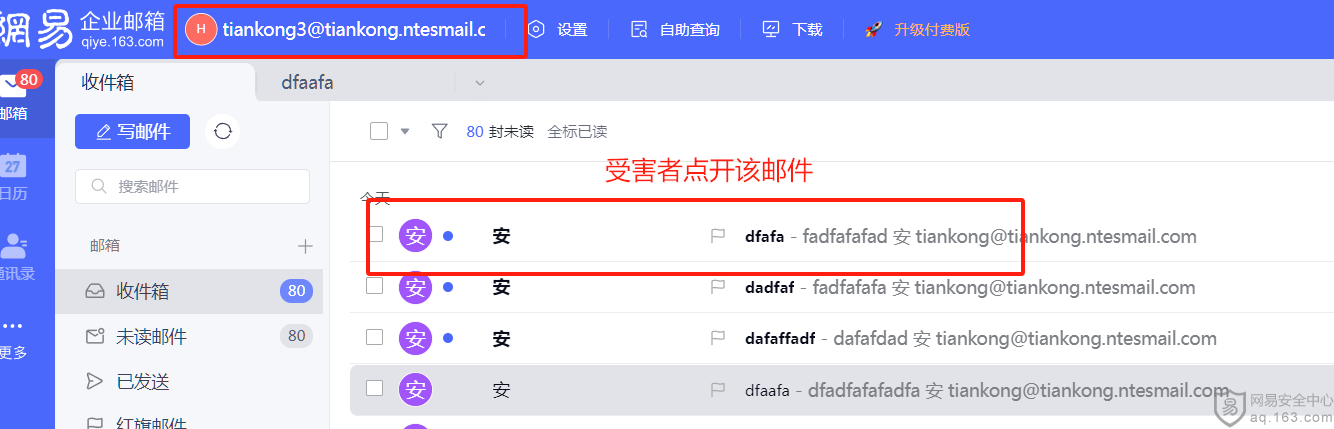 網易 企业邮箱 qiye.163.com
H tiankong3@tiankong.ntesmail.c 设置 自助查询 下载 升级付费版
80
邮箱
27
日历
通讯录
更多
收件箱 dfaafa
写邮件
搜索邮件
邮箱
收件箱 80
未读邮件 80
已发送
红旗邮件
80 封未读 全标已读
受害者点开该邮件
今天
安 安 dfafa - fadfafafad 安 tiankong@tiankong.ntesmail.com
安 安 dadfaf - fadfafafa 安 tiankong@tiankong.ntesmail.com
安 安 dafaffadf - dafafdad 安 tiankong@tiankong.ntesmail.com
安 安 dfaafa - dfadfafafadfa 安 tiankong@tiankong.ntesmail.com
易 网易安全中心
aq.163.com